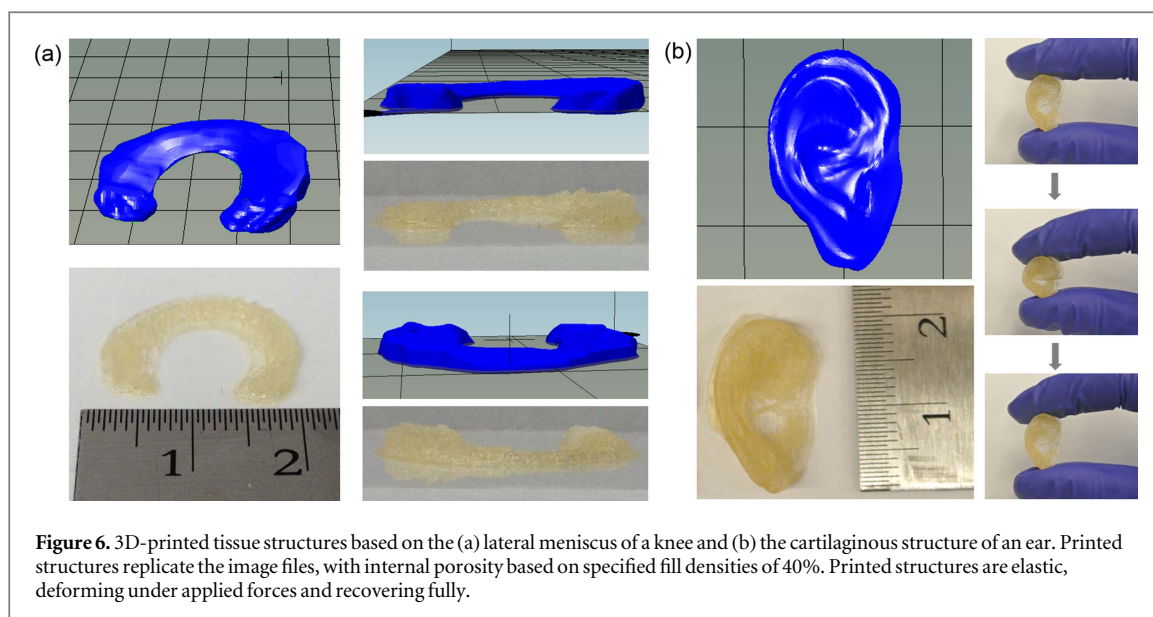 (a)
(b)
1 2
2
1
Figure 6. 3D-printed tissue structures based on the (a) lateral meniscus of a knee and (b) the cartilaginous structure of an ear. Printed
structures replicate the image files, with internal porosity based on specified fill densities of 40%. Printed structures are elastic,
deforming under applied forces and recovering fully.